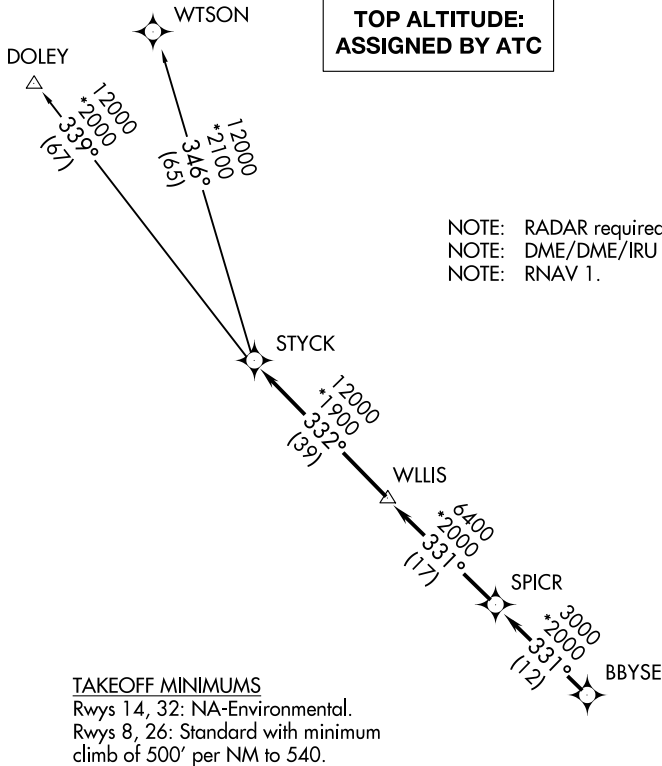 WTSON
TOP ALTITUDE:
ASSIGNED BY ATC
DOLEY
12000
*2000
339°
(67)
12000
*2100
346°
(65)
NOTE: RADAR required
NOTE: DME/DME/IRU
NOTE: RNAV 1.
STYCK
12000
*1900
332°
(39)
WLLIS
6400
*2000
331°
(17)
SPICR
3000
*2000
331°
(12)
BBYSE
TAKEOFF MINIMUMS
Rwys 14, 32: NA-Environmental.
Rwys 8, 26: Standard with minimum
climb of 500' per NM to 540.